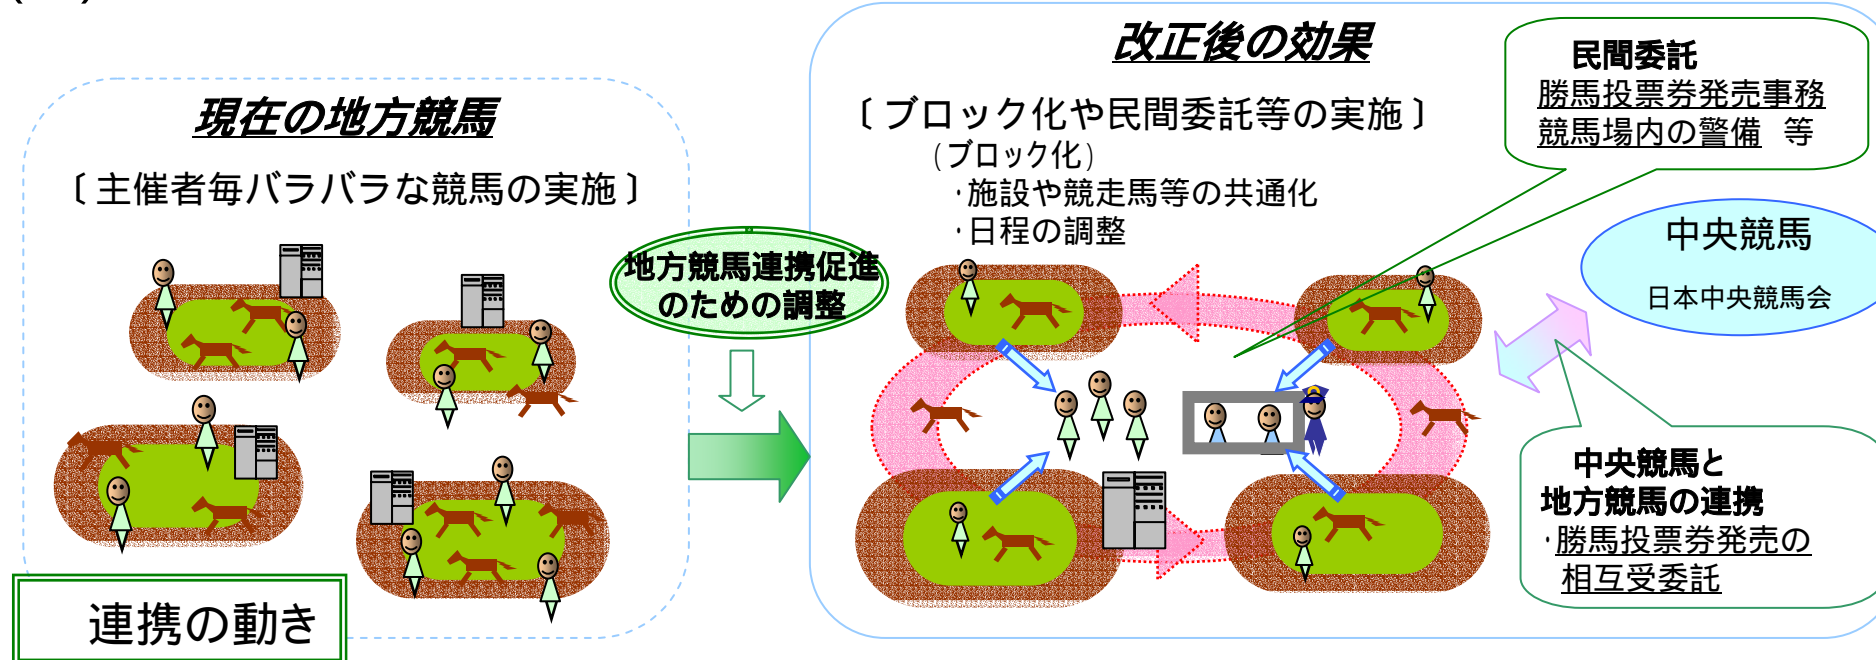 現在の地方競馬
〔主催者毎バラバラな競馬の実施〕
連携の動き
地方競馬連携促進
のための調整
改正後の効果
〔ブロック化や民間委託等の実施〕
(ブロック化)
・施設や競走馬等の共通化
・日程の調整
民間委託
勝馬投票券発売事務
競馬場内の警備 等
中央競馬
日本中央競馬会
中央競馬と
地方競馬の連携
・勝馬投票券発売の
相互受委託